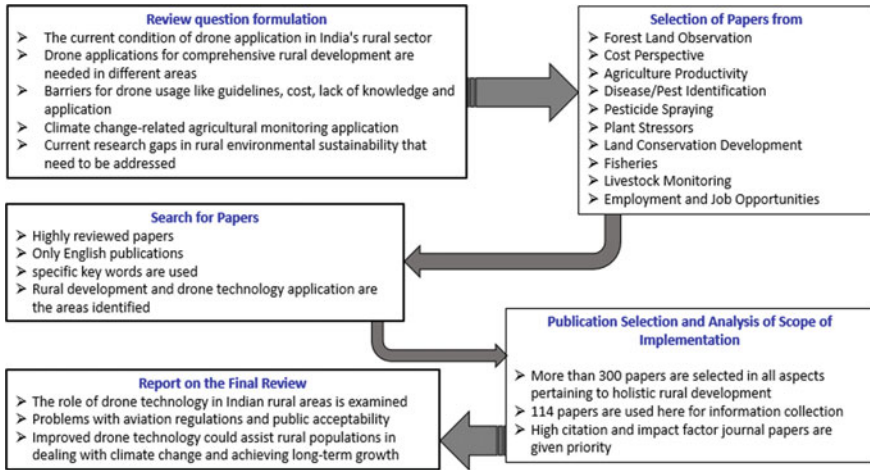 Review question formulation
➢ The current condition of drone application in India's rural sector
➢ Drone applications for comprehensive rural development are
needed in different areas
➢ Barriers for drone usage like guidelines, cost, lack of knowledge and
application
➢ Climate change-related agricultural monitoring application
➢ Current research gaps in rural environmental sustainability that
need to be addressed
Selection of Papers from
➢ Forest Land Observation
➢ Cost Perspective
➢ Agriculture Productivity
➢ Disease/Pest Identification
➢ Pesticide Spraying
➢ Plant Stressors
➢ Land Conservation Development
➢ Fisheries
➢ Livestock Monitoring
➢ Employment and Job Opportunities
Search for Papers
➢ Highly reviewed papers
➢ Only English publications
➢ specific key words are used
➢ Rural development and drone technology application are
the areas identified
Publication Selection and Analysis of Scope of
Implementation
➢ More than 300 papers are selected in all aspects
pertaining to holistic rural development
➢ 114 papers are used here for information collection
➢ High citation and impact factor journal papers are
given priority
Report on the Final Review
➢ The role of drone technology in Indian rural areas is examined
➢ Problems with aviation regulations and public acceptability
➢ Improved drone technology could assist rural populations in
dealing with climate change and achieving long-term growth